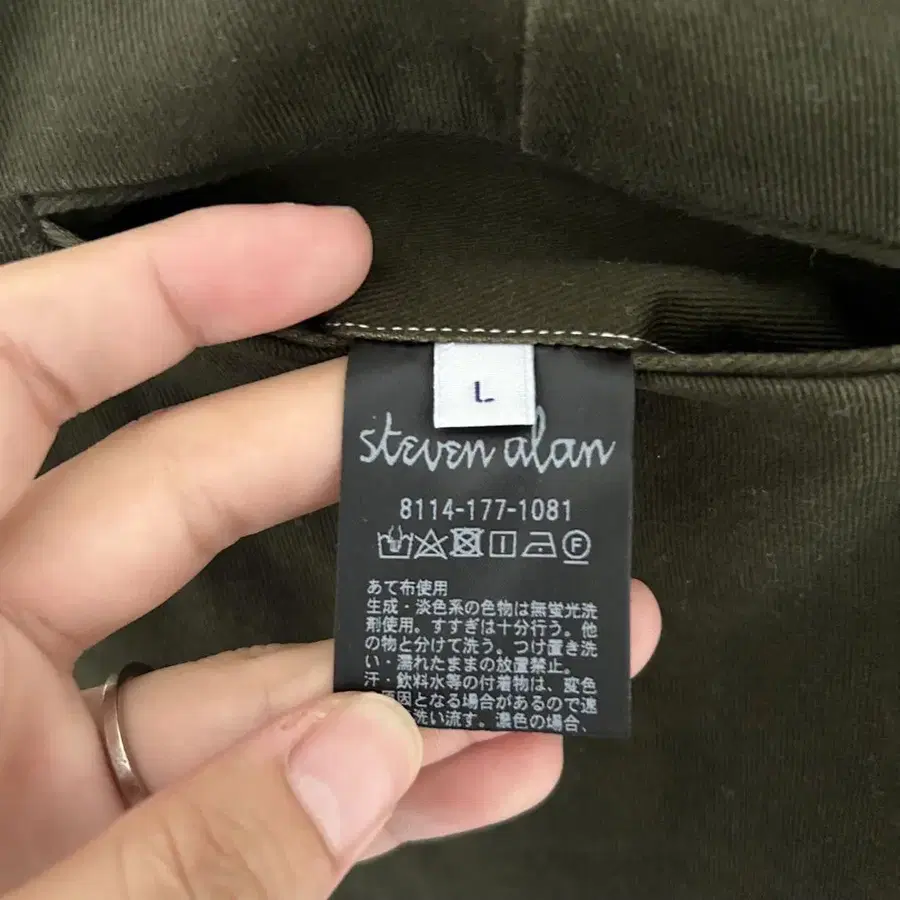 L
steven alan
8114-177-1081
F
あて布使用
生成・淡色系の色物は無蛍光洗
剤使用。すすぎは十分行う。他
の物と分けて洗う。つけ置き洗
い・濡れたままの放置禁止。
汗・飲料水等の付着物は、変色
原因となる場合があるので速
洗い流す。濃色の場合、